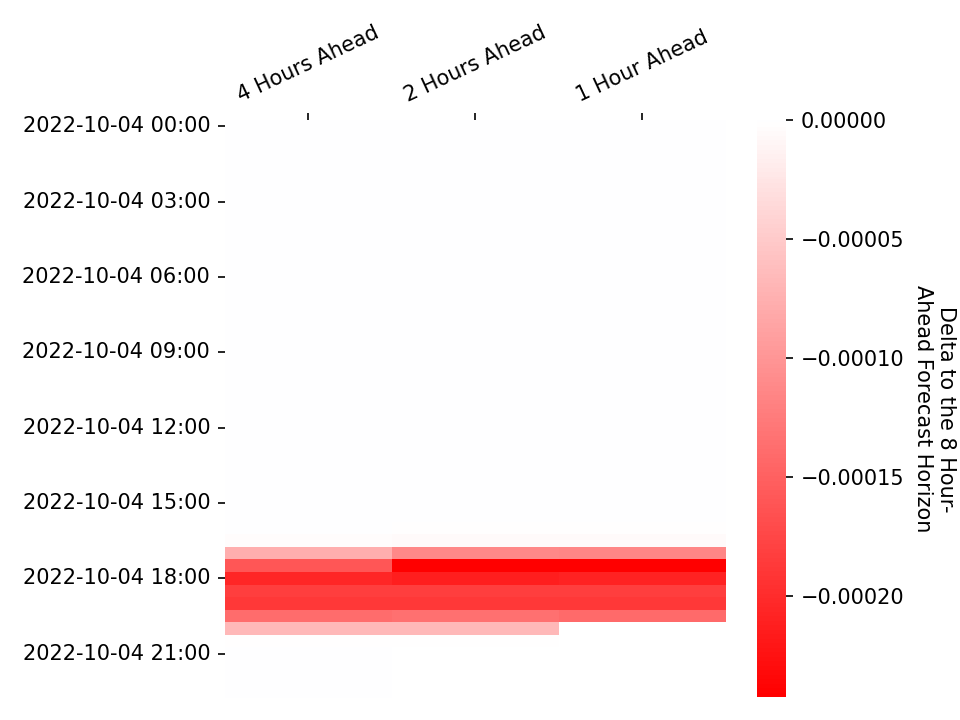 4 Hours Ahead
2 Hours Ahead
1 Hour Ahead
2022-10-04 00:00
2022-10-04 03:00
2022-10-04 06:00
2022-10-04 09:00
2022-10-04 12:00
2022-10-04 15:00
2022-10-04 18:00
2022-10-04 21:00
0.00000
−0.00005
−0.00010
−0.00015
−0.00020
Delta to the 8 Hour-
Ahead Forecast Horizon